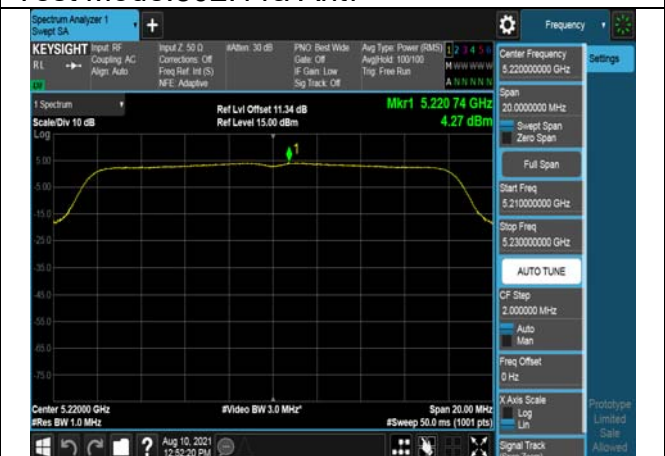 Spectrum Analyzer 1
Swept SA
+
Frequency
KEYSIGHT
RL
Input: RF
Coupling: AC
Align: Auto
Input Z: 50 Ω
Corrections: Off
Freq Ref: Int (S)
NFE: Adaptive
#Atten: 30 dB
PNO: Best Wide
Gate: Off
IF Gain: Low
Sig Track: Off
Avg Type: Power (RMS)
Avg|Hold: 100/100
Trig: Free Run
1 2 3 4 5 6
M W W W W W
A N N N N N
1 Spectrum
Scale/Div 10 dB
Log
Ref Lvl Offset 11.34 dB
Ref Level 15.00 dBm
Mkr1 5.220 74 GHz
4.27 dBm
1
5.00
-5.00
-15.0
-25.0
-35.0
-45.0
-55.0
-65.0
-75.0
Center 5.22000 GHz
#Res BW 1.0 MHz
#Video BW 3.0 MHz*
Span 20.00 MHz
#Sweep 50.0 ms (1001 pts)
Center Frequency
5.220000000 GHz
Settings
Span
20.0000000 MHz
Swept Span
Zero Span
Full Span
Start Freq
5.210000000 GHz
Stop Freq
5.230000000 GHz
AUTO TUNE
CF Step
2.000000 MHz
Auto
Man
Freq Offset
0 Hz
X Axis Scale
Log
Lin
Signal Track
Prototype
Limited
Sale
Allowed
?
Aug 10, 2021
12:52:20 PM